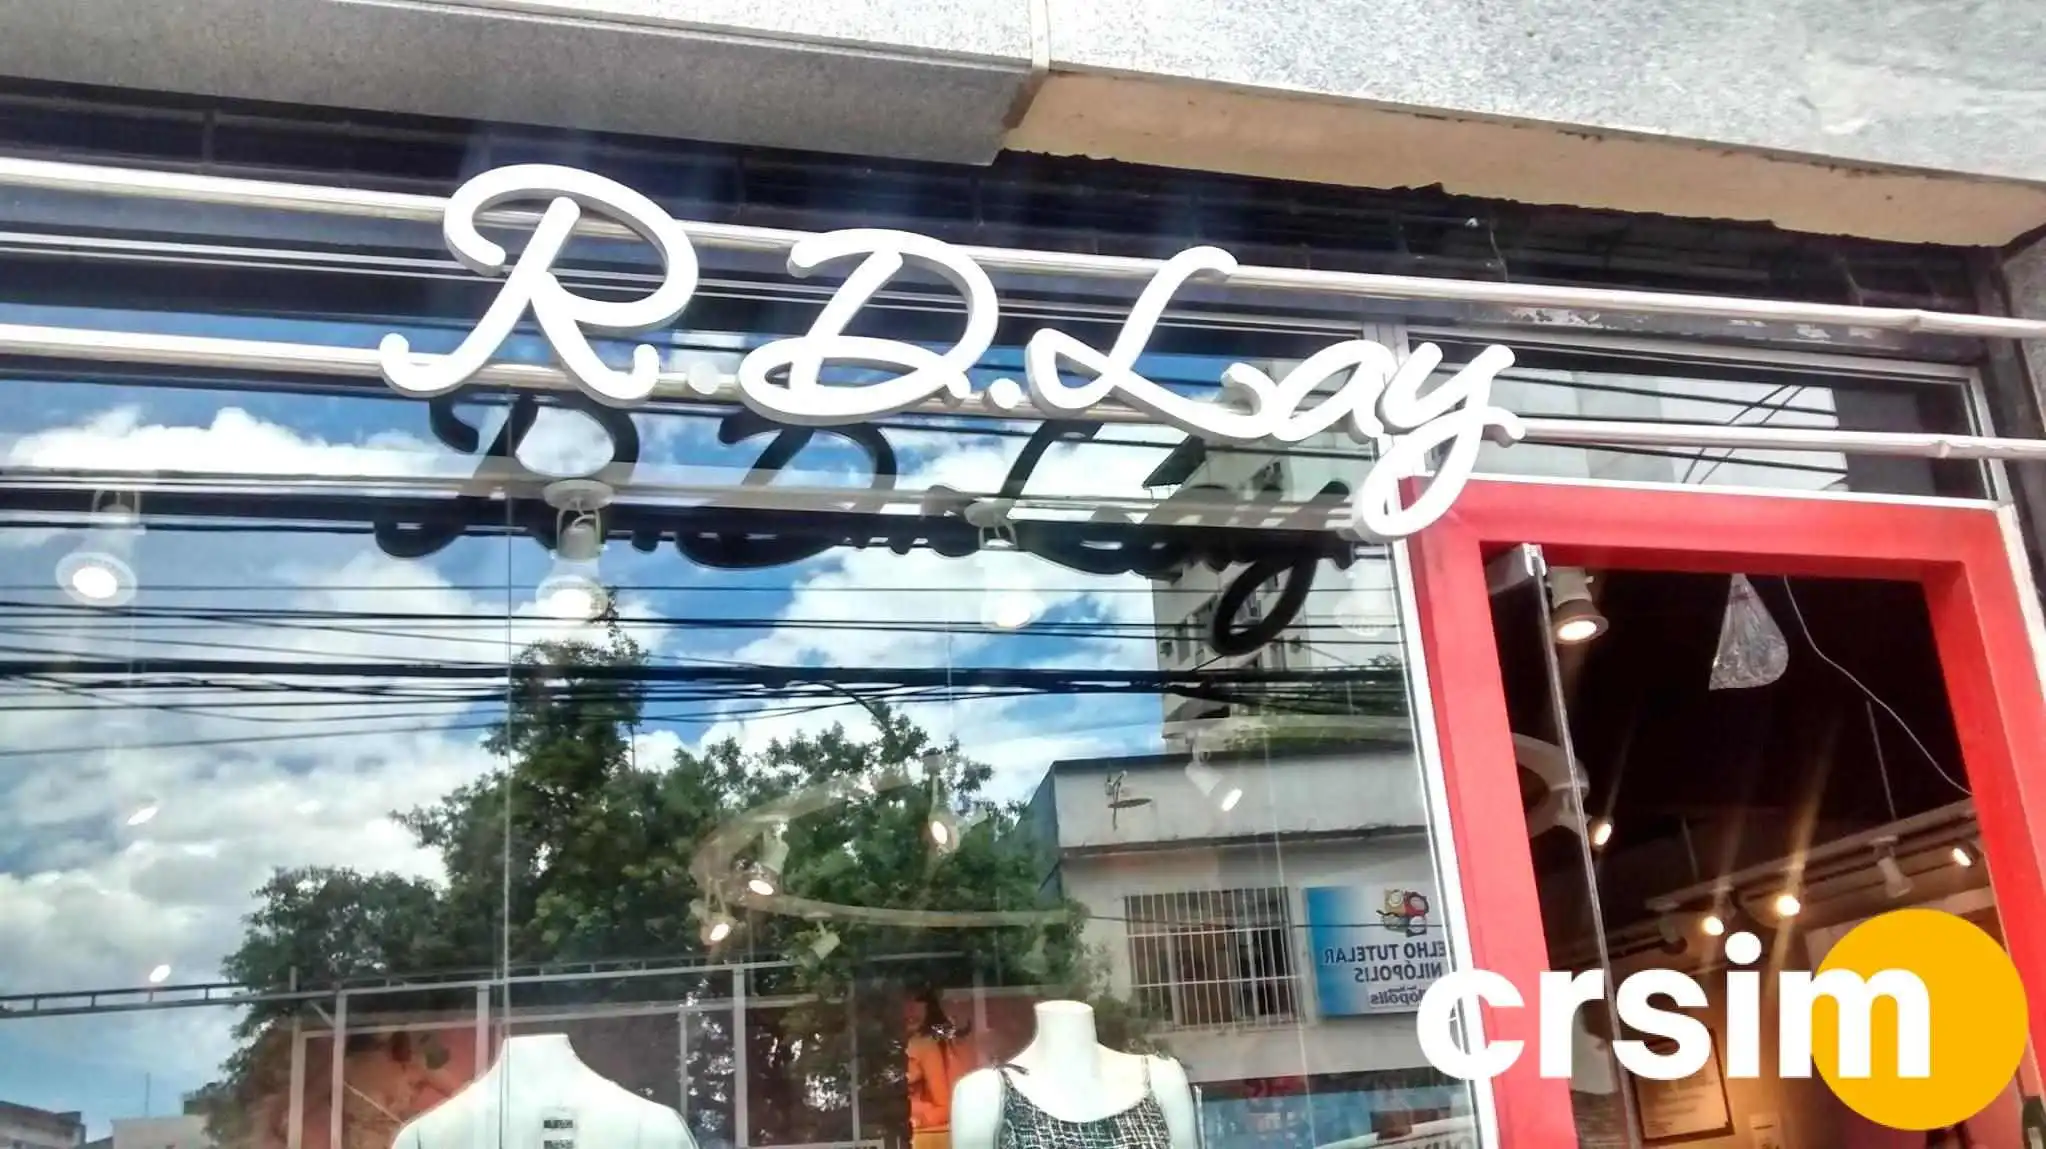 R.D..Lay
ELHO TUTELAR
NILÓPOLIS
crsim